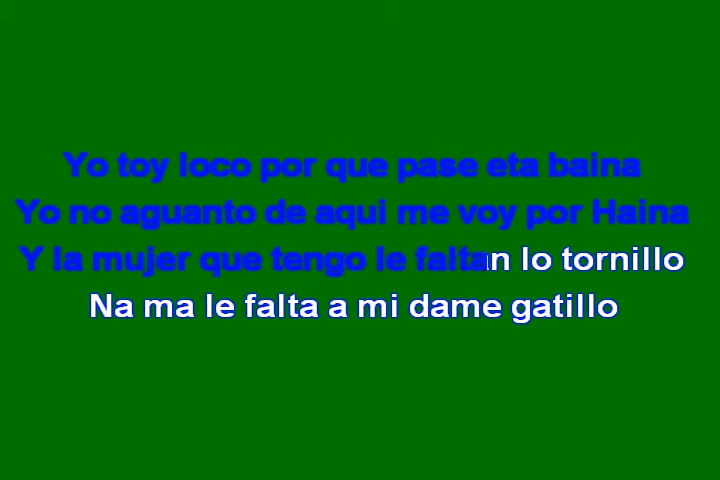 Yo toy loco por que pase eta baina
Yo no aguanto de aqui me voy por Haina
Y la mujer que tengo le faltan lo tornillo
Na ma le falta a mi dame gatillo